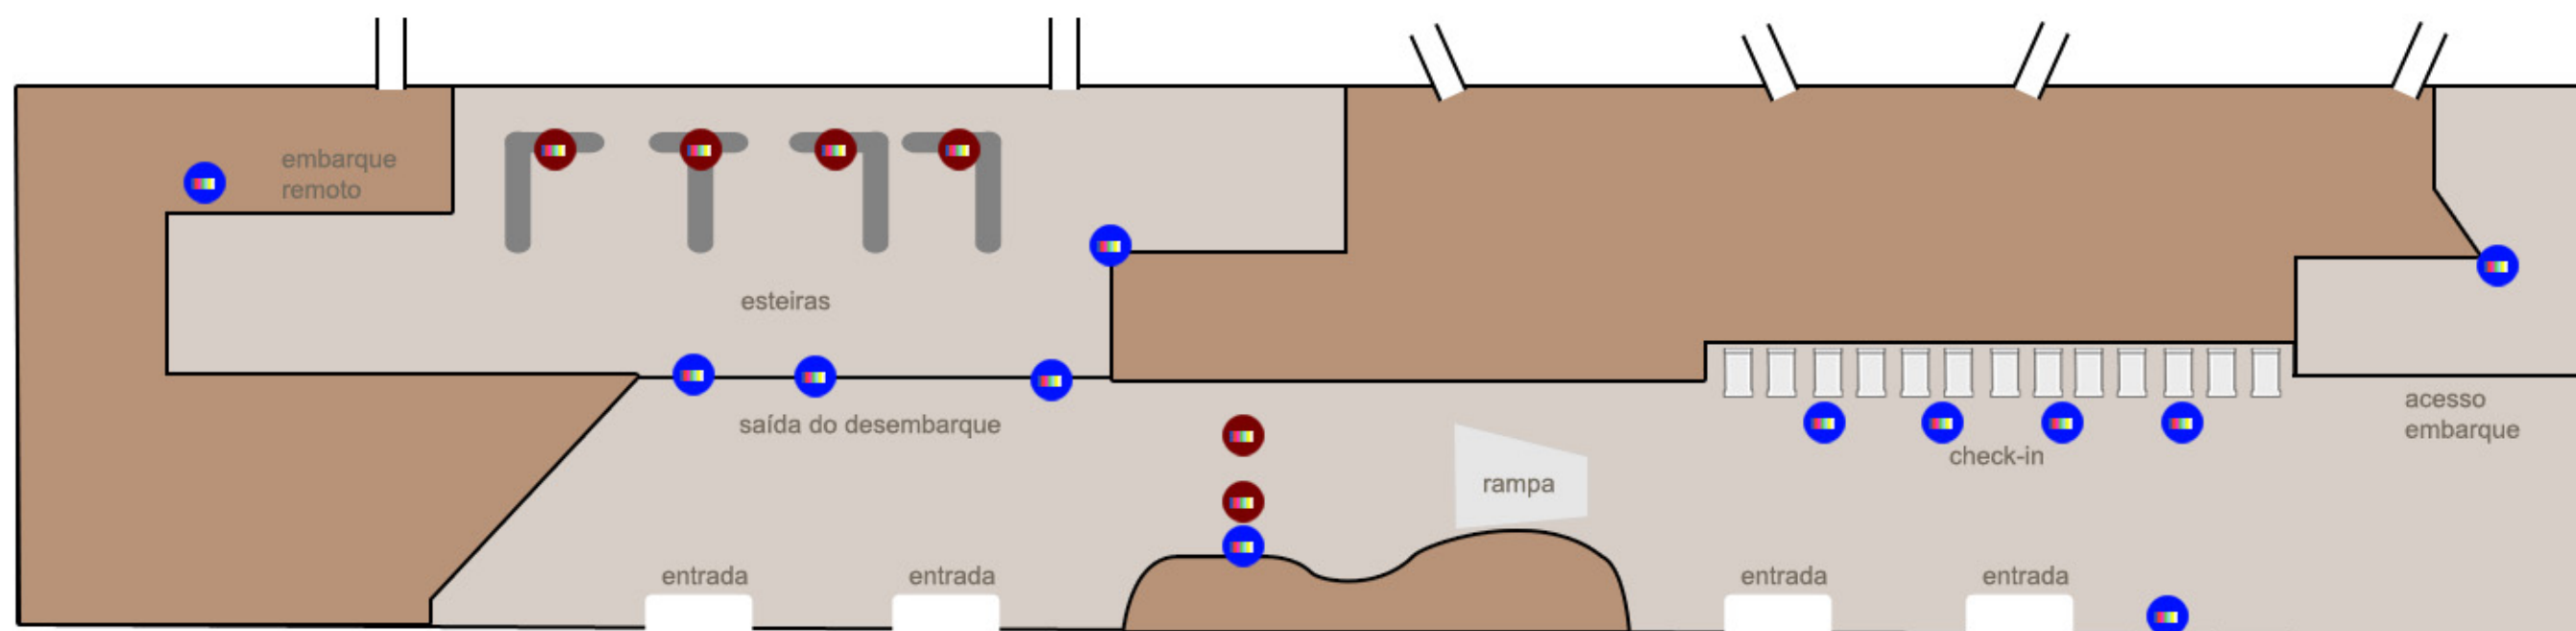 embarque
remoto
esteiras
saída do desembarque
acesso
embarque
check-in
rampa
entrada
entrada
entrada
entrada